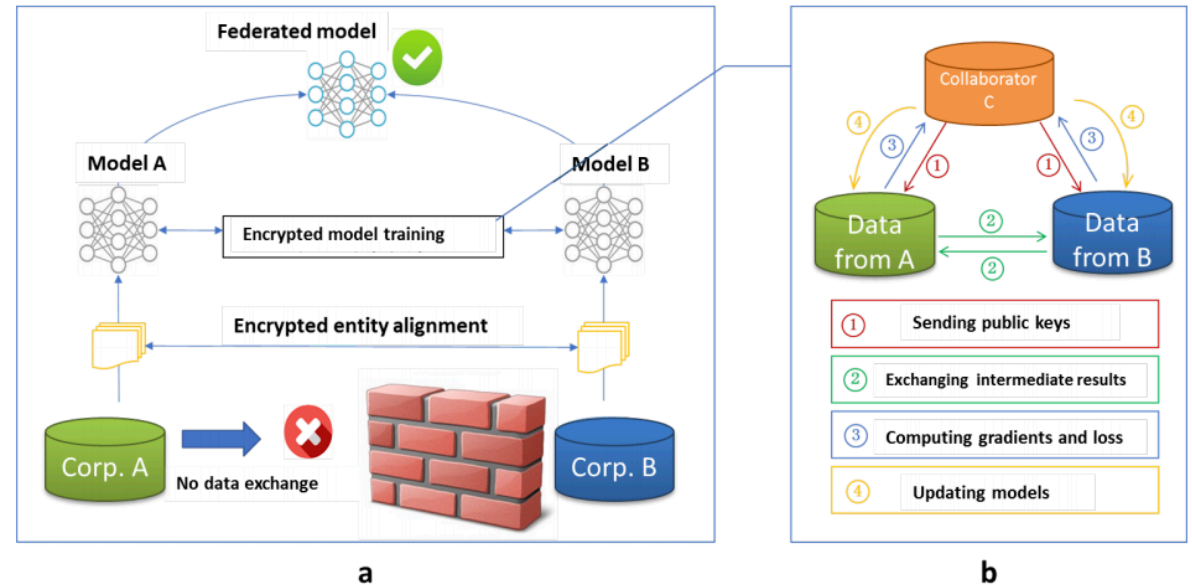 Federated model
Model A
Model B
Encrypted model training
Encrypted entity alignment
Corp. A
No data exchange
Corp. B
a
Collaborator
C
4
3
1
1
3
4
Data
from A
2
2
Data
from B
1 Sending public keys
2 Exchanging intermediate results
3 Computing gradients and loss
4 Updating models
b